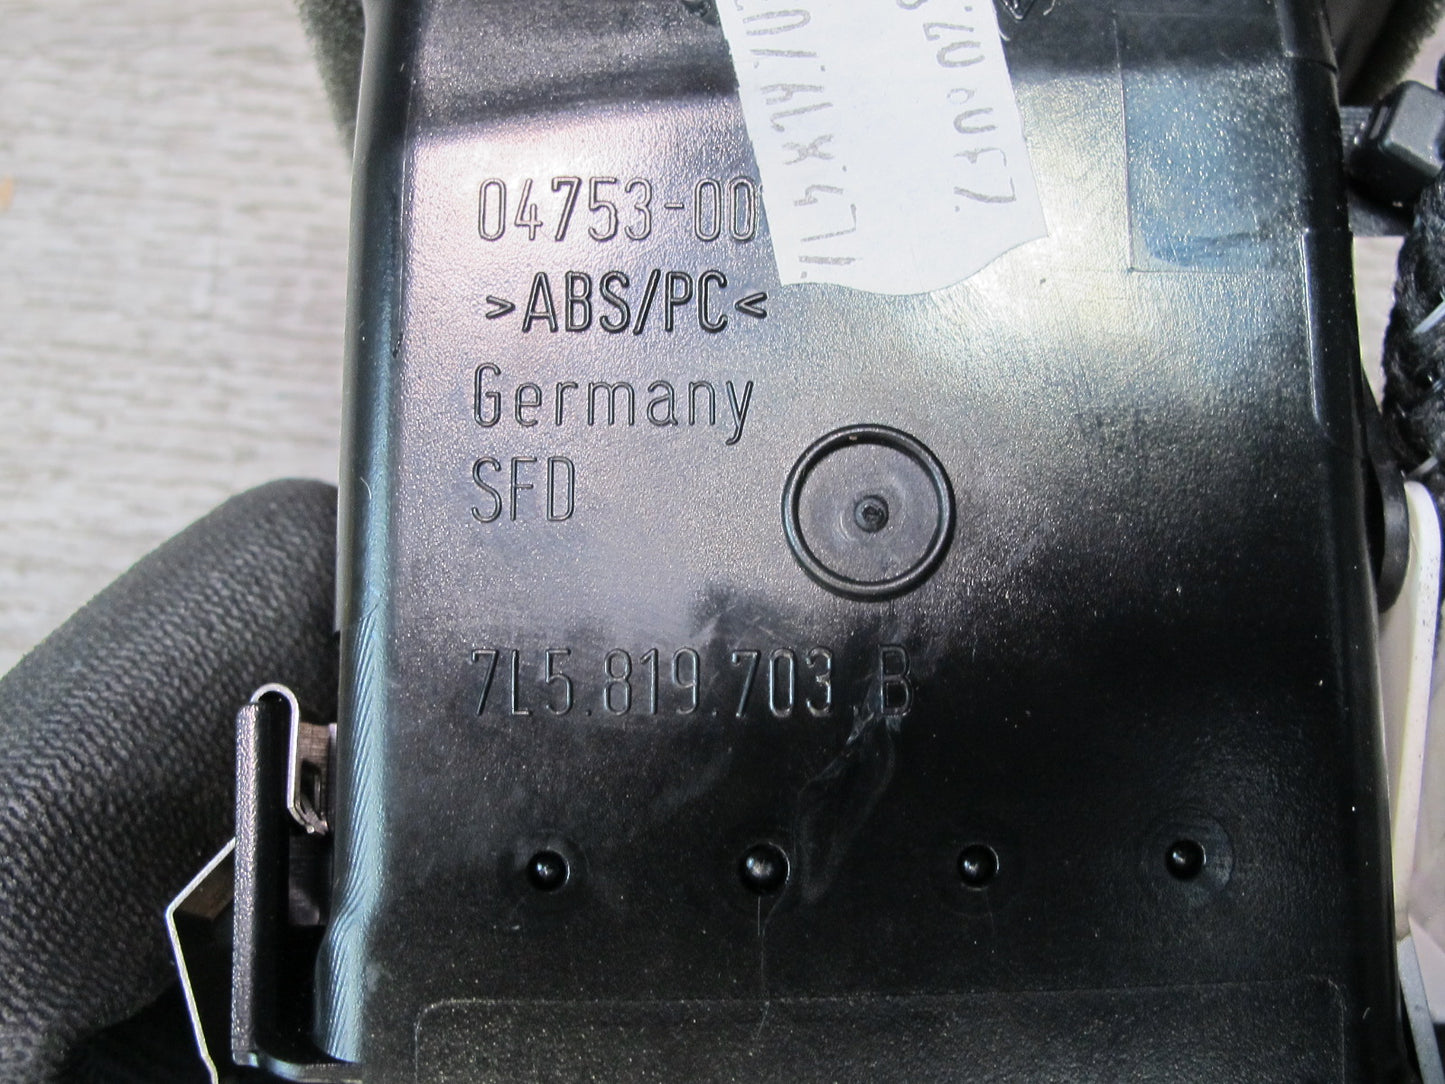 04753-00
>ABS/PC<
Germany
SFD
7L5.819.703 B